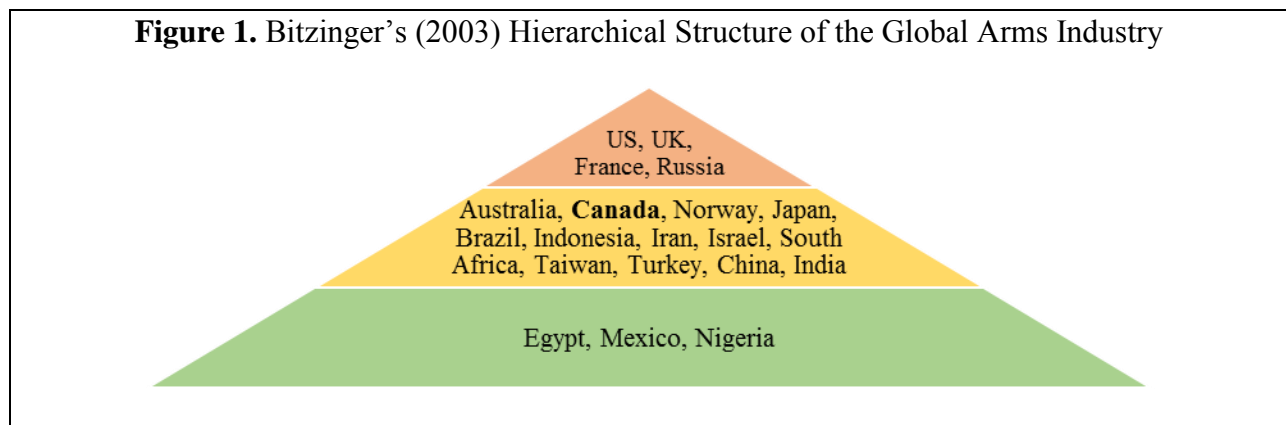 Figure 1. Bitzinger’s (2003) Hierarchical Structure of the Global Arms Industry
US, UK,
France, Russia
Australia, Canada, Norway, Japan,
Brazil, Indonesia, Iran, Israel, South
Africa, Taiwan, Turkey, China, India
Egypt, Mexico, Nigeria